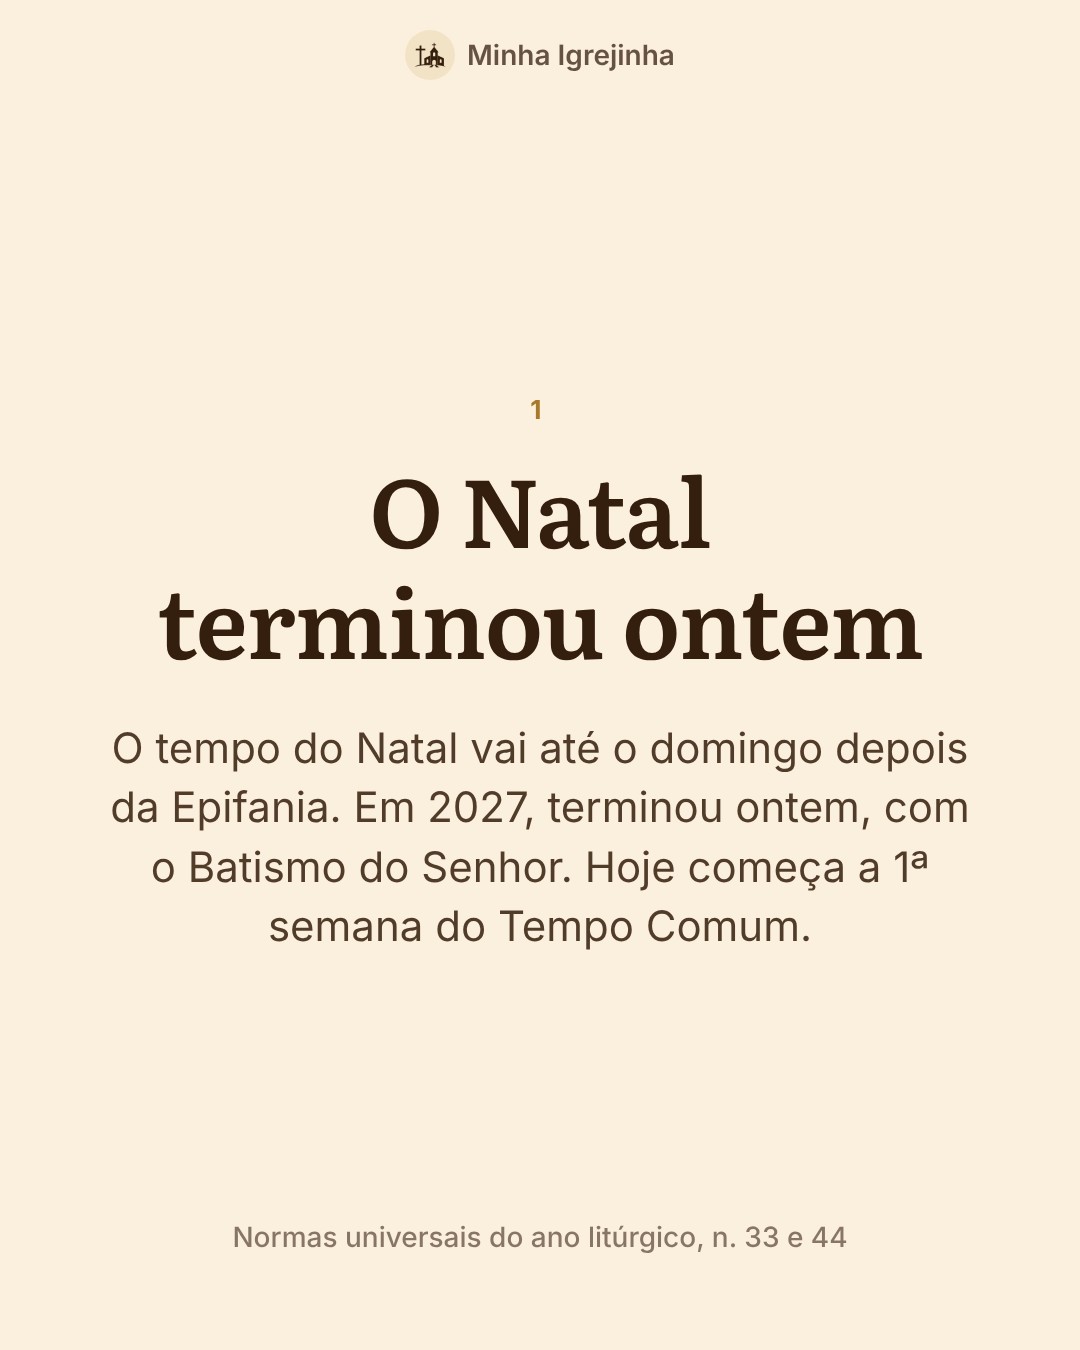 Minha Igrejinha
1
O Natal
terminou ontem
O tempo do Natal vai até o domingo depois
da Epifania. Em 2027, terminou ontem, com
o Batismo do Senhor. Hoje começa a 1ª
semana do Tempo Comum.
Normas universais do ano litúrgico, n. 33 e 44